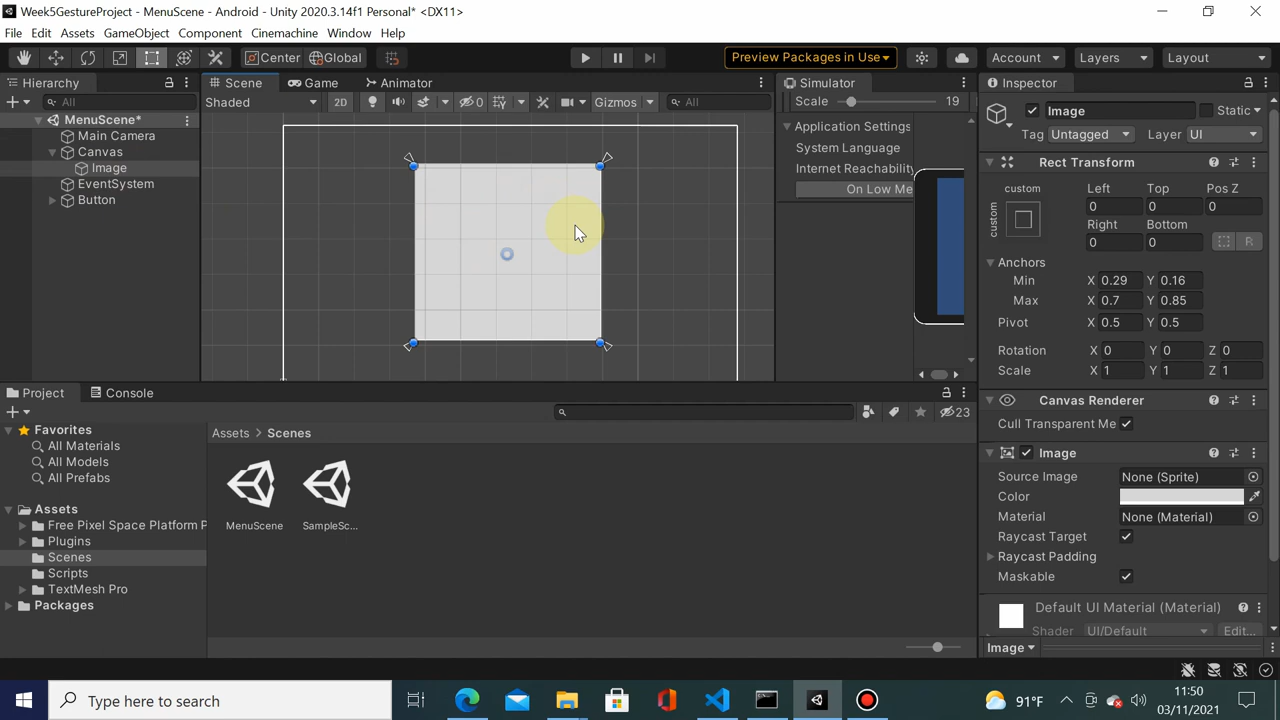 Week5GestureProject - MenuScene - Android - Unity 2020.3.14f1 Personal* <DX11>
File Edit Assets GameObject Component Cinemachine Window Help
Center Global Preview Packages in Use Account Layers Layout
Hierarchy Scene Game Animator Simulator Inspector
All Shaded 2D 0 Gizmos All Scale 19 Image Static
MenuScene*
Main Camera
Canvas
Image
EventSystem
Button
Application Settings
System Language
Internet Reachability
On Low Me
Tag Untagged Layer UI
Rect Transform
custom
custom
Left Top Pos Z
0 0 0
Right Bottom
0 0 R
Anchors
Min X 0.29 Y 0.16
Max X 0.7 Y 0.85
Pivot X 0.5 Y 0.5
Rotation X 0 Y 0 Z 0
Scale X 1 Y 1 Z 1
Canvas Renderer
Cull Transparent Me
Image
Source Image None (Sprite)
Color
Material None (Material)
Raycast Target
Raycast Padding
Maskable
Default UI Material (Material)
Shader UI/Default Edit...
Image
Project Console
23
Favorites
All Materials
All Models
All Prefabs
Assets
Free Pixel Space Platform P
Plugins
Scenes
Scripts
TextMesh Pro
Packages
Assets > Scenes
MenuScene SampleSc...
Type here to search
91°F
11:50
03/11/2021